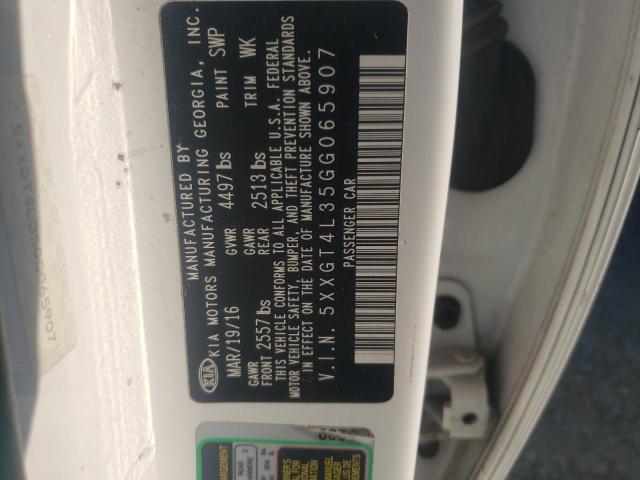 KIA
MANUFACTURED BY
KIA MOTORS MANUFACTURING GEORGIA, INC.
MAR/19/16 GVWR 4497 lbs PAINT SWP
GAWR FRONT 2557 lbs GAWR REAR 2513 lbs TRIM WK
THIS VEHICLE CONFORMS TO ALL APPLICABLE U.S.A. FEDERAL
MOTOR VEHICLE SAFETY, BUMPER, AND THEFT PREVENTION STANDARDS
IN EFFECT ON THE DATE OF MANUFACTURE SHOWN ABOVE.
V.I.N. 5XXGT4L35GG065907
PASSENGER CAR
5XXGT4L35GG065907